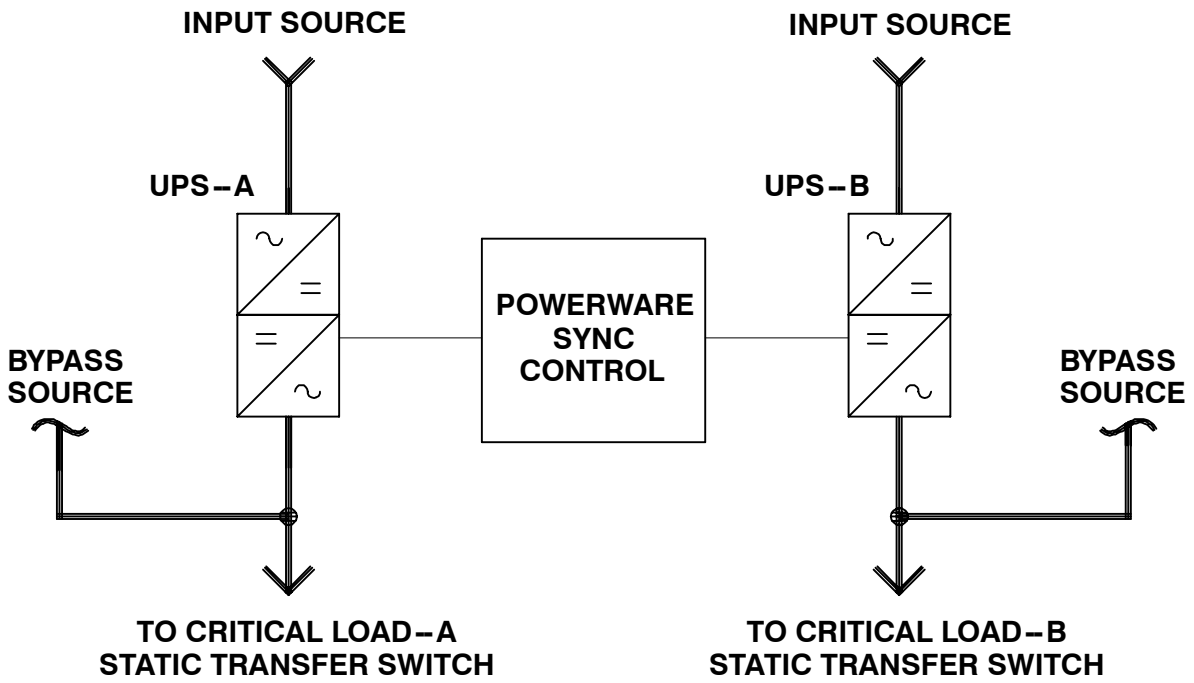 INPUT SOURCE
INPUT SOURCE
UPS--A
UPS--B
POWERWARE
SYNC
CONTROL
BYPASS
SOURCE
BYPASS
SOURCE
TO CRITICAL LOAD--A
STATIC TRANSFER SWITCH
TO CRITICAL LOAD--B
STATIC TRANSFER SWITCH